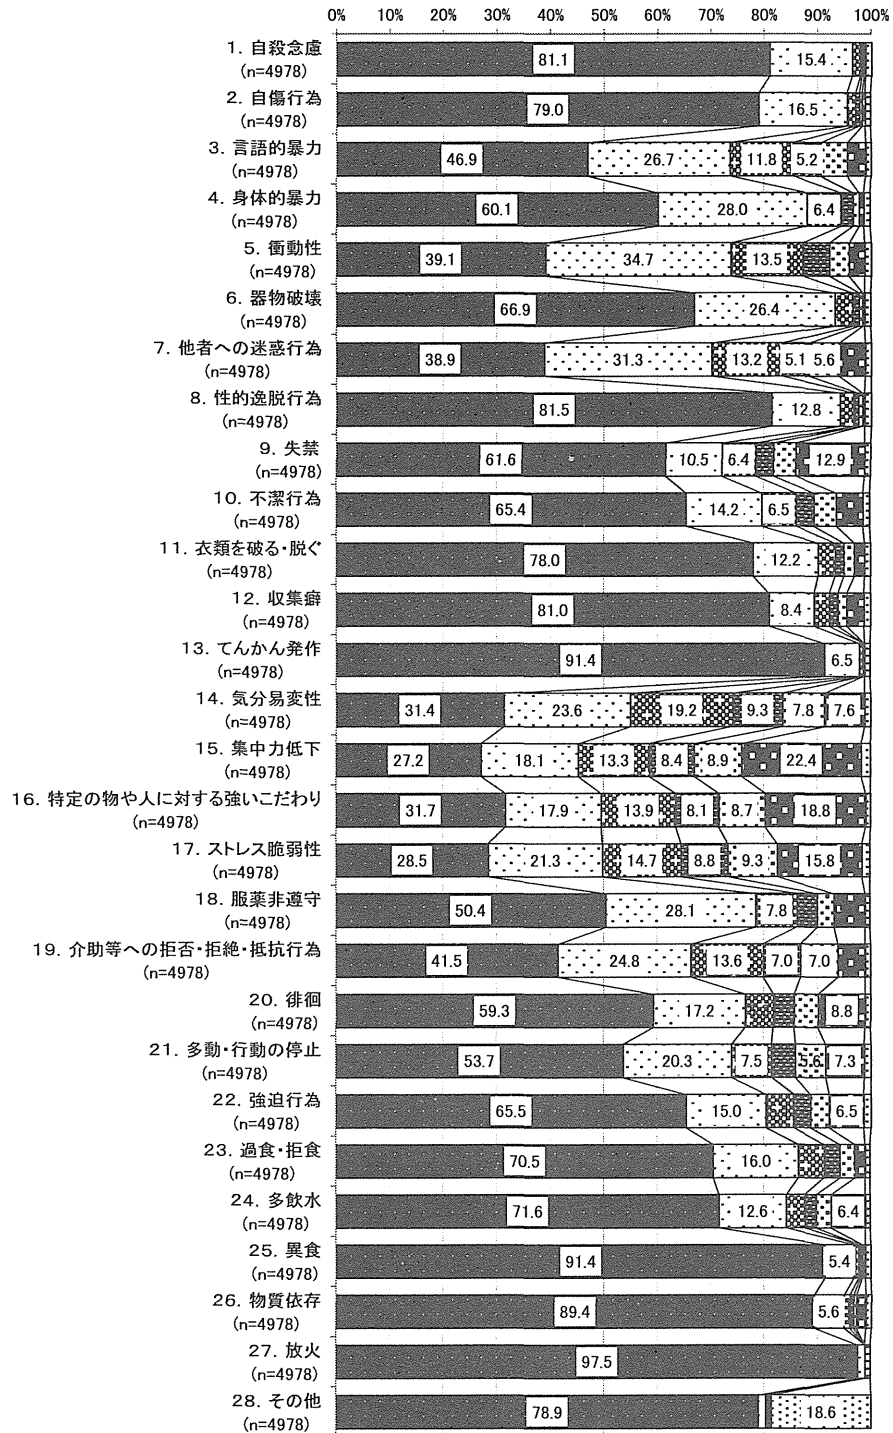 0% 10% 20% 30% 40% 50% 60% 70% 80% 90% 100%
1. 自殺念慮
(n=4978)
81.1 15.4
2. 自傷行為
(n=4978)
79.0 16.5
3. 言語的暴力
(n=4978)
46.9 26.7 11.8 5.2
4. 身体的暴力
(n=4978)
60.1 28.0 6.4
5. 衝動性
(n=4978)
39.1 34.7 13.5
6. 器物破壊
(n=4978)
66.9 26.4
7. 他者への迷惑行為
(n=4978)
38.9 31.3 13.2 5.1 5.6
8. 性的逸脱行為
(n=4978)
81.5 12.8
9. 失禁
(n=4978)
61.6 10.5 6.4 12.9
10. 不潔行為
(n=4978)
65.4 14.2 6.5
11. 衣類を破る・脱ぐ
(n=4978)
78.0 12.2
12. 収集癖
(n=4978)
81.0 8.4
13. てんかん発作
(n=4978)
91.4 6.5
14. 気分易変性
(n=4978)
31.4 23.6 19.2 9.3 7.8 7.6
15. 集中力低下
(n=4978)
27.2 18.1 13.3 8.4 8.9 22.4
16. 特定の物や人に対する強いこだわり
(n=4978)
31.7 17.9 13.9 8.1 8.7 18.8
17. ストレス脆弱性
(n=4978)
28.5 21.3 14.7 8.8 9.3 15.8
18. 服薬非遵守
(n=4978)
50.4 28.1 7.8
19. 介助等への拒否・拒絶・抵抗行為
(n=4978)
41.5 24.8 13.6 7.0 7.0
20. 徘徊
(n=4978)
59.3 17.2 8.8
21. 多動・行動の停止
(n=4978)
53.7 20.3 7.5 5.6 7.3
22. 強迫行為
(n=4978)
65.5 15.0 6.5
23. 過食・拒食
(n=4978)
70.5 16.0
24. 多飲水
(n=4978)
71.6 12.6 6.4
25. 異食
(n=4978)
91.4 5.4
26. 物質依存
(n=4978)
89.4 5.6
27. 放火
(n=4978)
97.5
28. その他
(n=4978)
78.9 18.6